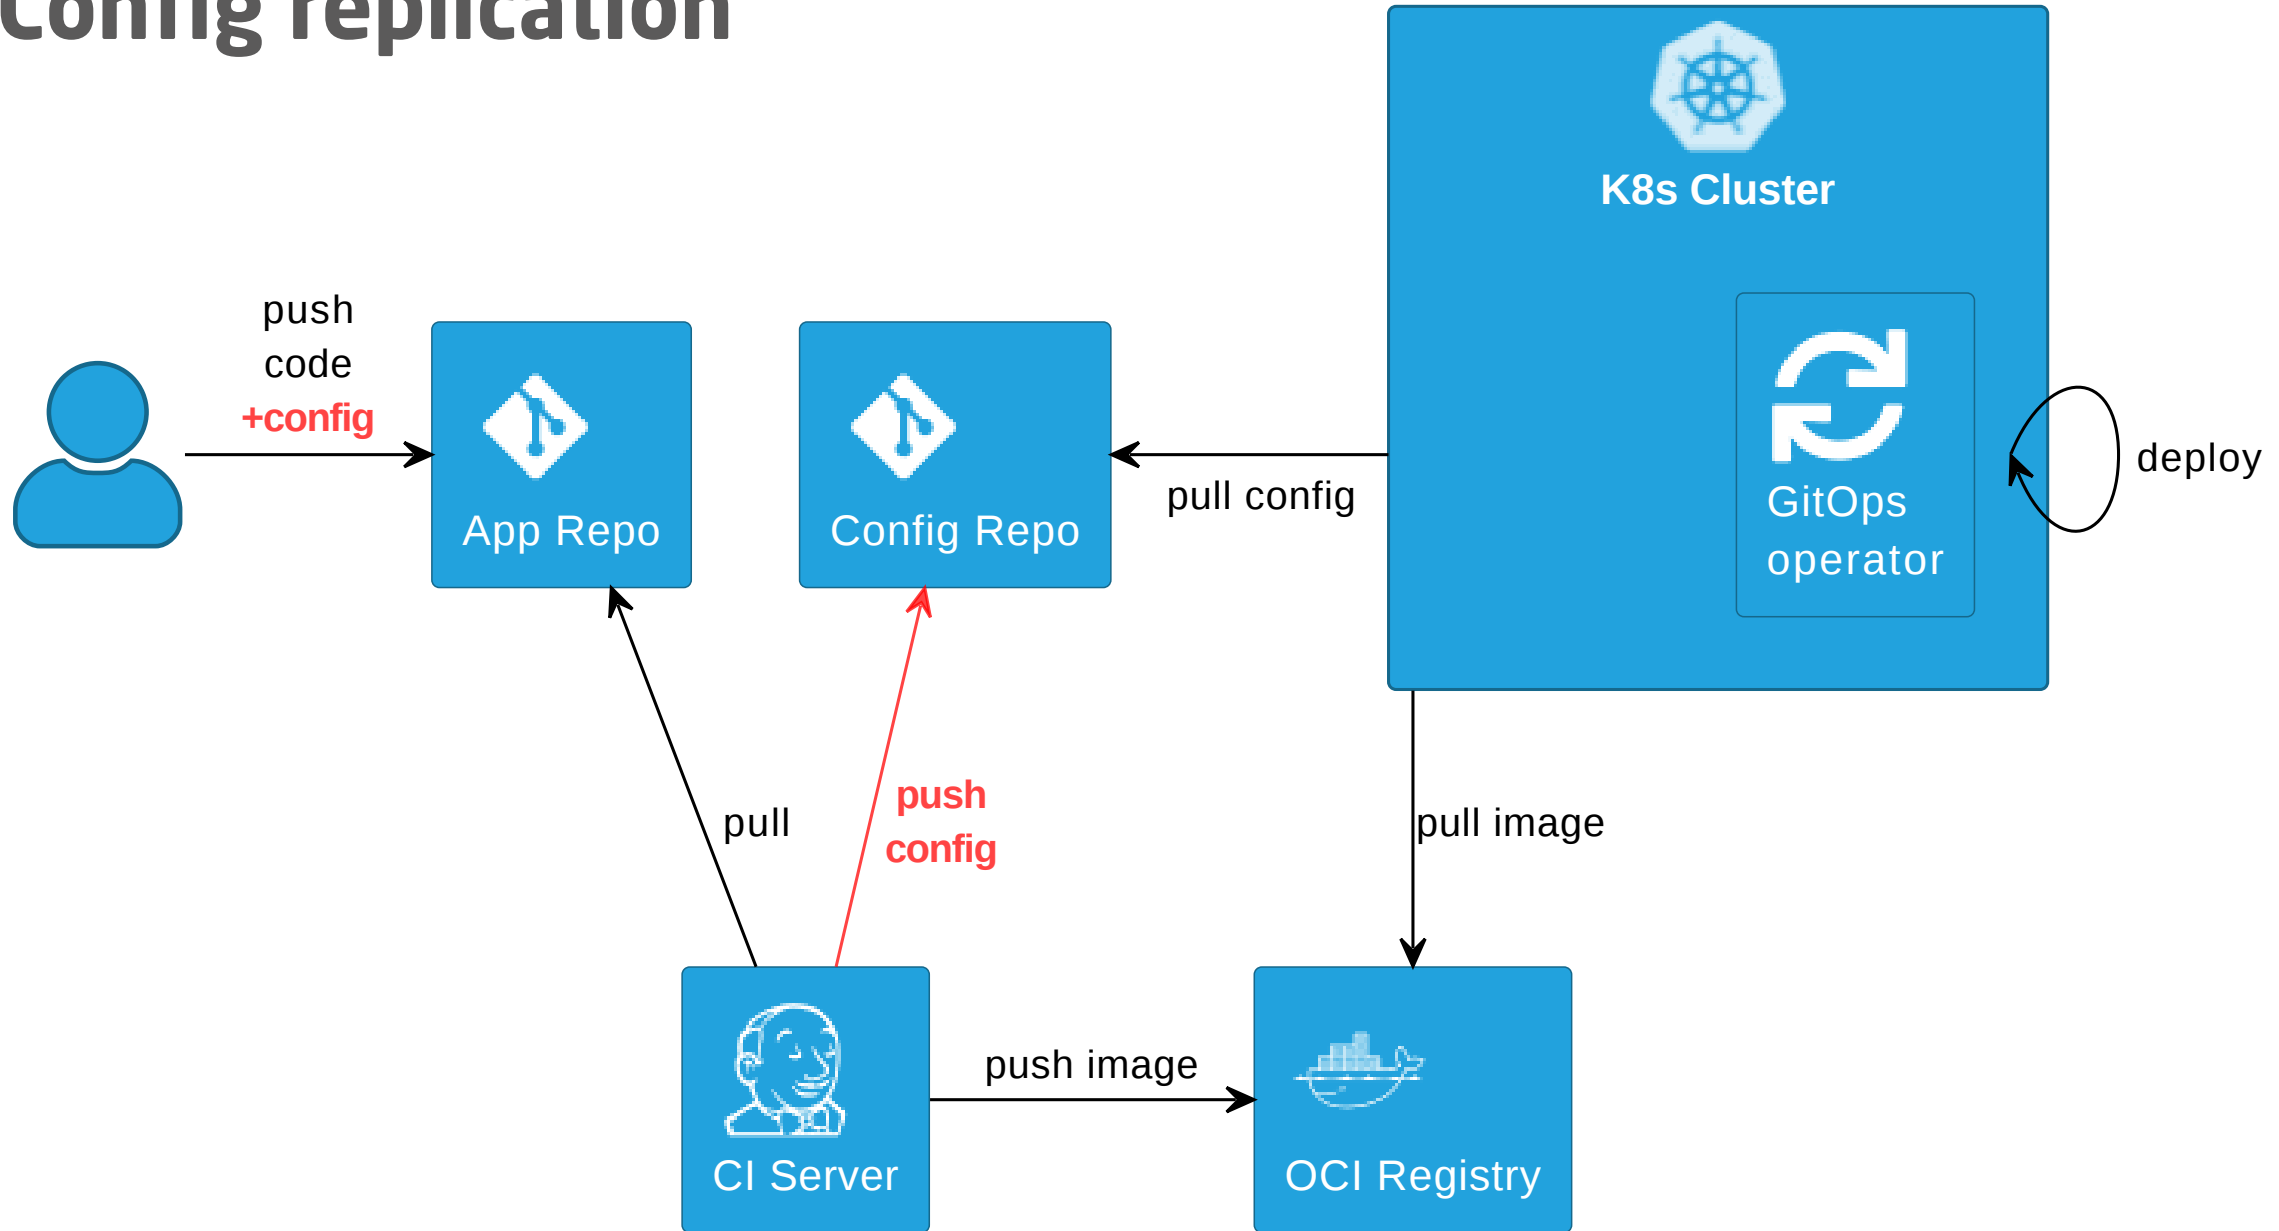 Config replication
K8s Cluster
push
code
+config
App Repo
Config Repo
pull config
GitOps
operator
deploy
pull
push
config
pull image
push image
CI Server
OCI Registry